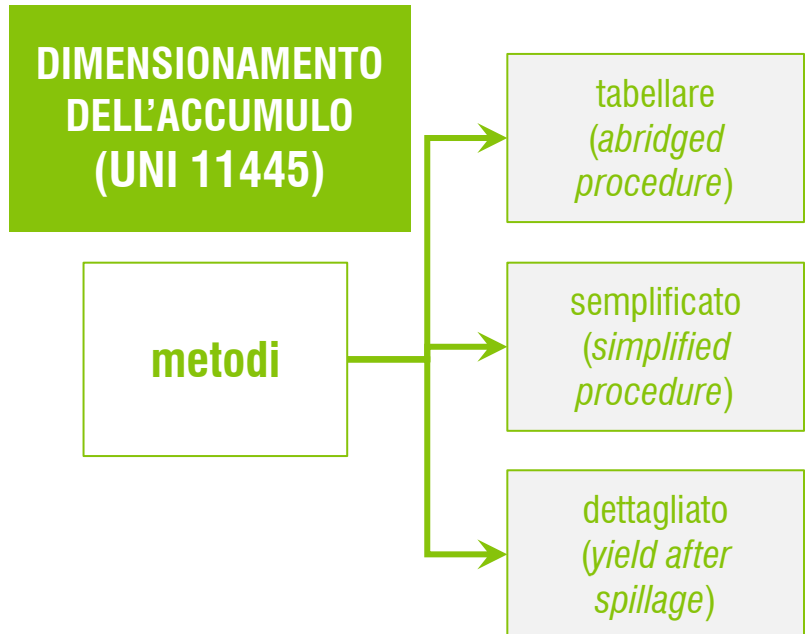 DIMENSIONAMENTO
DELL'ACCUMULO
(UNI 11445)
metodi
tabellare
(abridged
procedure)
semplificato
(simplified
procedure)
dettagliato
(yield after
spillage)